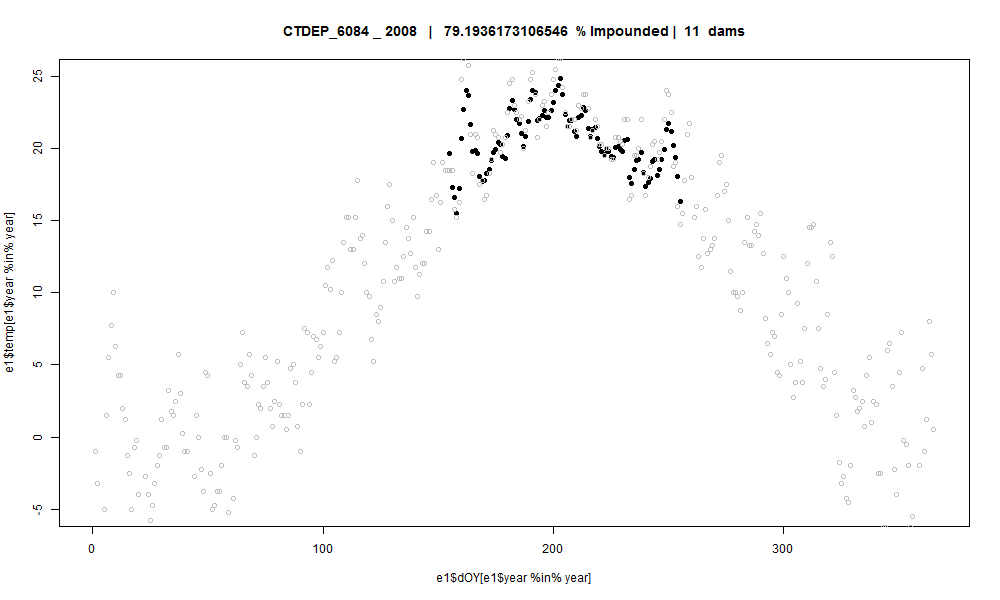 CTDEP_6084 _ 2008 | 79.1936173106546 % Impounded | 11 dams
e1$temp[e1$year %in% year]
25
20
15
10
5
0
-5
0 100 200 300
e1$dOY[e1$year %in% year]